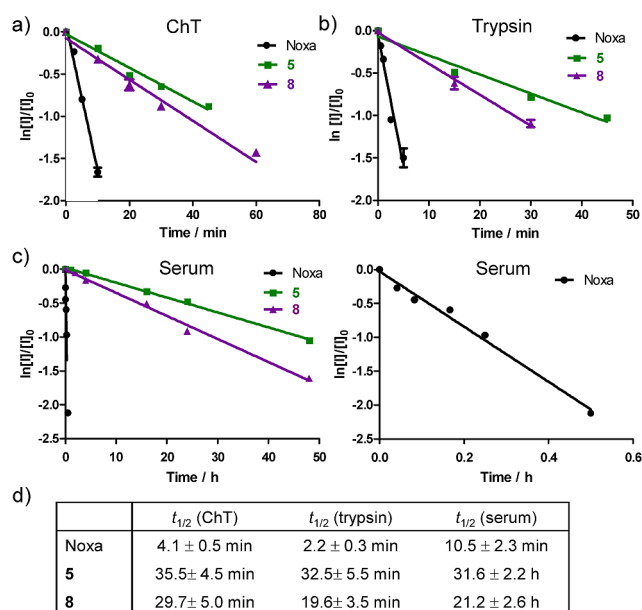 a) ChT
ln[I]/[I]₀
0.0
-0.5
-1.0
-1.5
-2.0
0 20 40 60 80
Time / min
Noxa
5
8
b) Trypsin
ln [I]/[I]₀
0.0
-0.5
-1.0
-1.5
-2.0
0 10 20 30 40 50
Time / min
Noxa
5
8
c) Serum
ln[I]/[I]₀
0.0
-0.5
-1.0
-1.5
-2.0
-2.5
0 20 40 60
Time / h
Noxa
5
8
Serum
ln[I]/[I]₀
0.0
-0.5
-1.0
-1.5
-2.0
-2.5
0.0 0.2 0.4 0.6
Time / h
Noxa
d)
t₁/₂ (ChT) t₁/₂ (trypsin) t₁/₂ (serum)
Noxa 4.1 ± 0.5 min 2.2 ± 0.3 min 10.5 ± 2.3 min
5 35.5± 4.5 min 32.5± 5.5 min 31.6 ± 2.2 h
8 29.7± 5.0 min 19.6± 3.5 min 21.2 ± 2.6 h